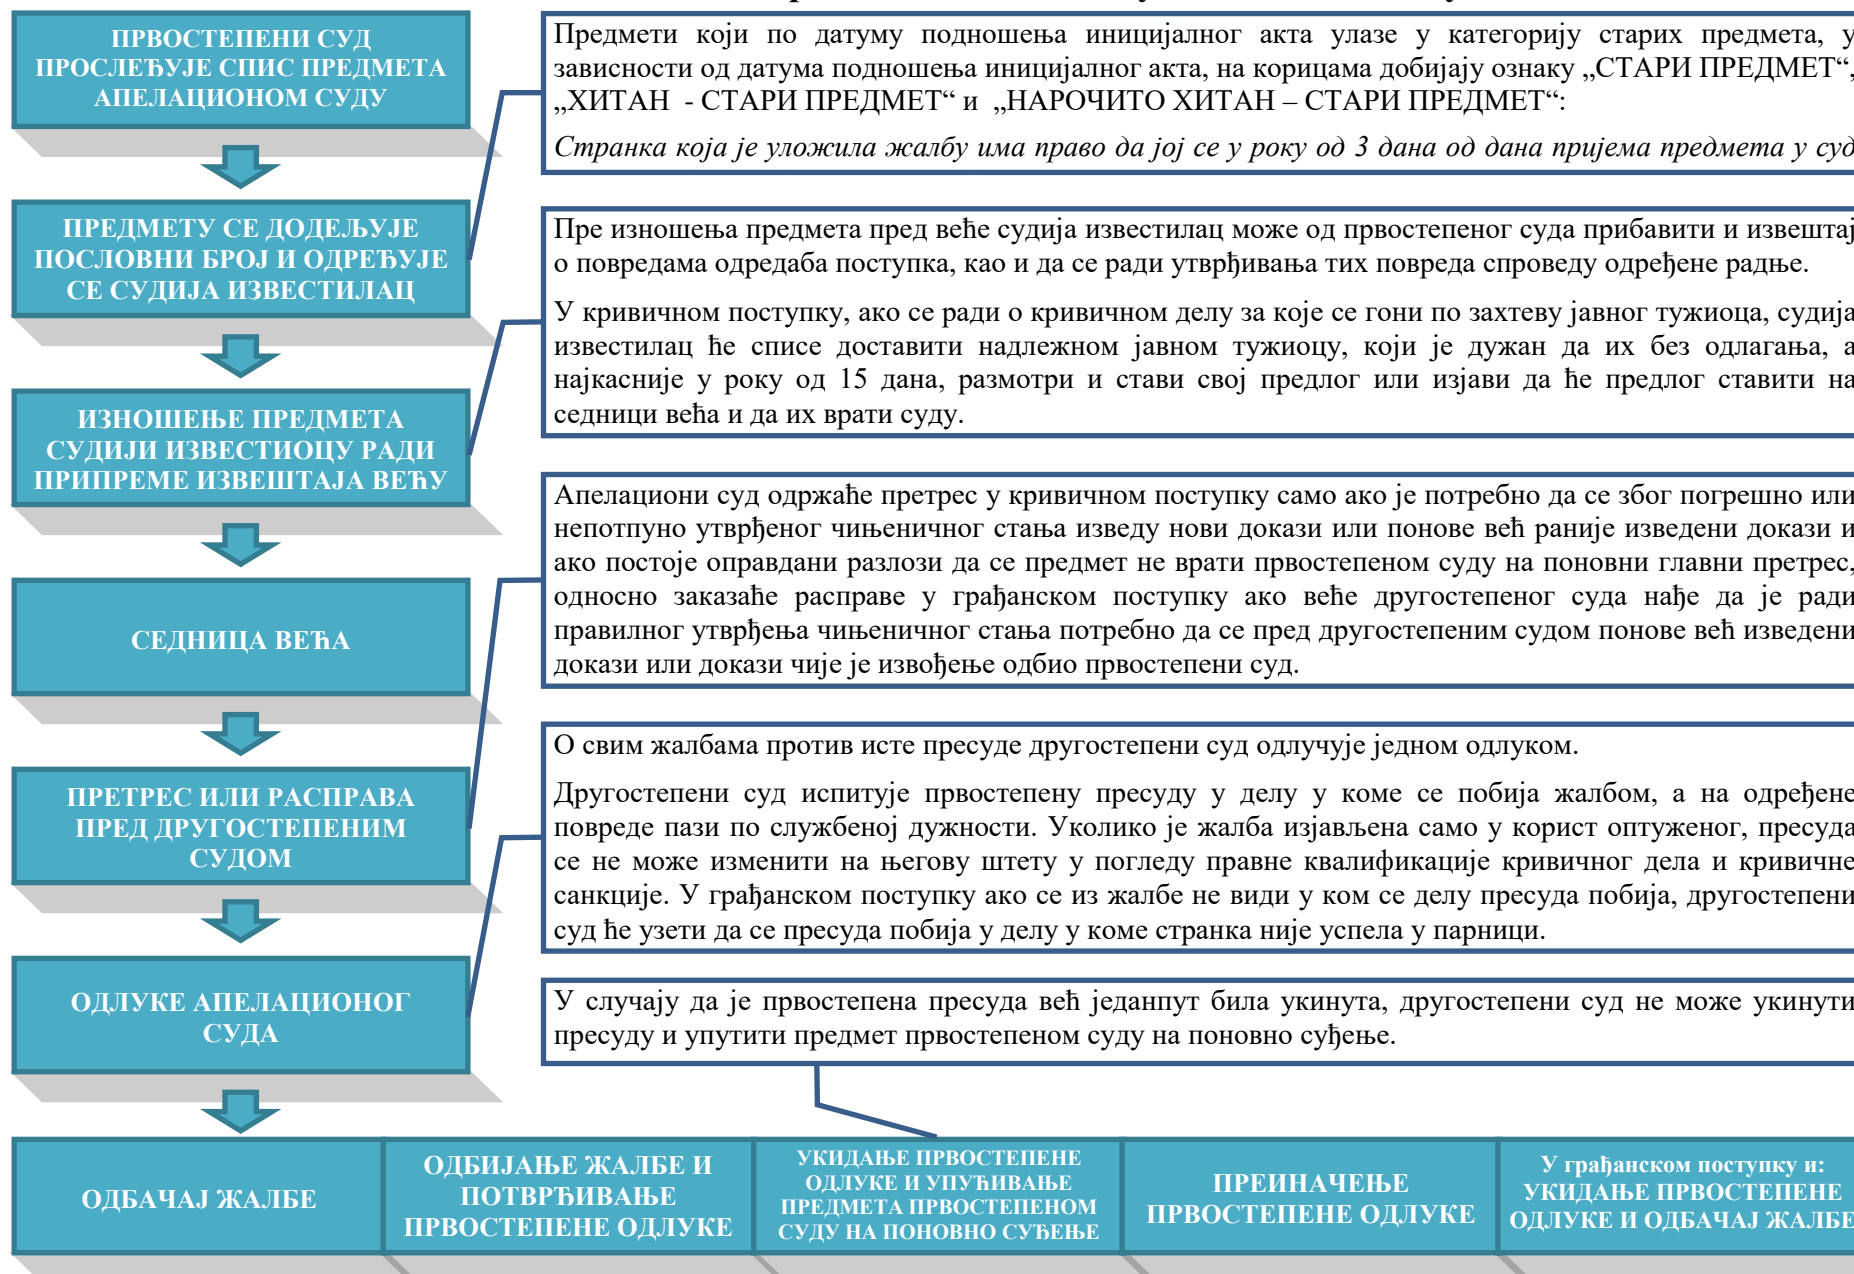 ПРВОСТЕПЕНИ СУД
ПРОСЛЕЂУЈЕ СПИС ПРЕДМЕТА
АПЕЛАЦИОНОМ СУДУ
Предмети који по датуму подношења иницијалног акта улазе у категорију старих предмета, у
зависности од датума подношења иницијалног акта, на корицама добијају ознаку „СТАРИ ПРЕДМЕТ“,
„ХИТАН - СТАРИ ПРЕДМЕТ“ и „НАРОЧИТО ХИТАН – СТАРИ ПРЕДМЕТ“:
Странка која је уложила жалбу има право да јој се у року од 3 дана од дана пријема предмета у суд
ПРЕДМЕТУ СЕ ДОДЕЉУЈЕ
ПОСЛОВНИ БРОЈ И ОДРЕЂУЈЕ
СЕ СУДИЈА ИЗВЕСТИЛАЦ
Пре изношења предмета пред веће судија известилац може од првостепеног суда прибавити и извештај
о повредама одредаба поступка, као и да се ради утврђивања тих повреда спроведу одређене радње.
У кривичном поступку, ако се ради о кривичном делу за које се гони по захтеву јавног тужиоца, судија
известилац ће списе доставити надлежном јавном тужиоцу, који је дужан да их без одлагања, а
најкасније у року од 15 дана, размотри и стави свој предлог или изјави да ће предлог ставити на
седници већа и да их врати суду.
ИЗНОШЕЊЕ ПРЕДМЕТА
СУДИЈИ ИЗВЕСТИОЦУ РАДИ
ПРИПРЕМЕ ИЗВЕШТАЈА ВЕЋУ
Апелациони суд одржаће претрес у кривичном поступку само ако је потребно да се због погрешно или
непотпуно утврђеног чињеничног стања изведу нови докази или понове већ раније изведени докази и
ако постоје оправдани разлози да се предмет не врати првостепеном суду на поновни главни претрес,
односно заказаће расправе у грађанском поступку ако веће другостепеног суда нађе да је ради
правилног утврђења чињеничног стања потребно да се пред другостепеним судом понове већ изведени
докази или докази чије је извођење одбио првостепени суд.
СЕДНИЦА ВЕЋА
О свим жалбама против исте пресуде другостепени суд одлучује једном одлуком.
Другостепени суд испитује првостепену пресуду у делу у коме се побија жалбом, а на одређене
повреде пази по службеној дужности. Уколико је жалба изјављена само у корист оптуженог, пресуда
се не може изменити на његову штету у погледу правне квалификације кривичног дела и кривичне
санкције. У грађанском поступку ако се из жалбе не види у ком се делу пресуда побија, другостепени
суд ће узети да се пресуда побија у делу у коме странка није успела у парници.
ПРЕТРЕС ИЛИ РАСПРАВА
ПРЕД ДРУГОСТЕПЕНИМ
СУДОМ
ОДЛУКЕ АПЕЛАЦИОНОГ
СУДА
У случају да је првостепена пресуда већ једанпут била укинута, другостепени суд не може укинути
пресуду и упутити предмет првостепеном суду на поновно суђење.
ОДБАЧАЈ ЖАЛБЕ
ОДБИЈАЊЕ ЖАЛБЕ И
ПОТВРЂИВАЊЕ
ПРВОСТЕПЕНЕ ОДЛУКЕ
УКИДАЊЕ ПРВОСТЕПЕНЕ
ОДЛУКЕ И УПУЋИВАЊЕ
ПРЕДМЕТА ПРВОСТЕПЕНОМ
СУДУ НА ПОНОВНО СУЂЕЊЕ
ПРЕИНАЧЕЊЕ
ПРВОСТЕПЕНЕ ОДЛУКЕ
У грађанском поступку и:
УКИДАЊЕ ПРВОСТЕПЕНЕ
ОДЛУКЕ И ОДБАЧАЈ ЖАЛБЕ